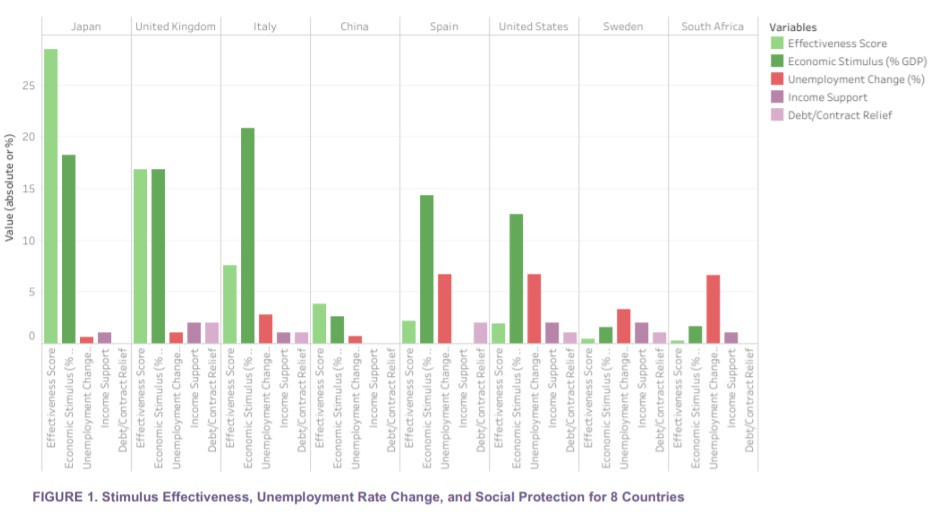 Japan United Kingdom Italy China Spain United States Sweden South Africa
Variables
Effectiveness Score
Economic Stimulus (% GDP)
Unemployment Change (%)
Income Support
Debt/Contract Relief
Value (absolute or %)
25
20
15
10
5
0
Effectiveness Score
Economic Stimulus (% ..
Unemployment Change..
Income Support
Debt/Contract Relief
Effectiveness Score
Economic Stimulus (% ..
Unemployment Change..
Income Support
Debt/Contract Relief
Effectiveness Score
Economic Stimulus (% ..
Unemployment Change..
Income Support
Debt/Contract Relief
Effectiveness Score
Economic Stimulus (% ..
Unemployment Change..
Income Support
Debt/Contract Relief
Effectiveness Score
Economic Stimulus (% ..
Unemployment Change..
Income Support
Debt/Contract Relief
Effectiveness Score
Economic Stimulus (% ..
Unemployment Change..
Income Support
Debt/Contract Relief
Effectiveness Score
Economic Stimulus (% ..
Unemployment Change..
Income Support
Debt/Contract Relief
Effectiveness Score
Economic Stimulus (% ..
Unemployment Change..
Income Support
Debt/Contract Relief
FIGURE 1. Stimulus Effectiveness, Unemployment Rate Change, and Social Protection for 8 Countries